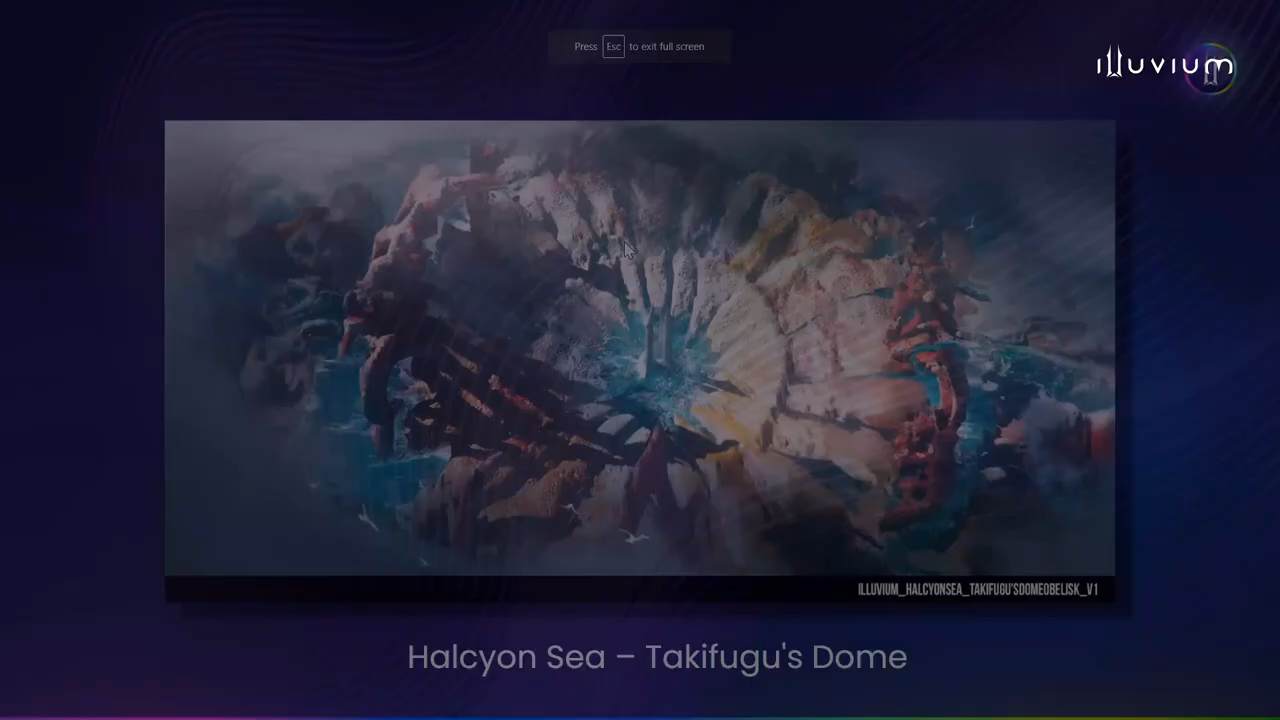 Press Esc to exit full screen
illuvium
ILLUVIUM_HALCYONSEA_TAKIFUGU'SDOMEOBELISK_V1
Halcyon Sea – Takifugu's Dome